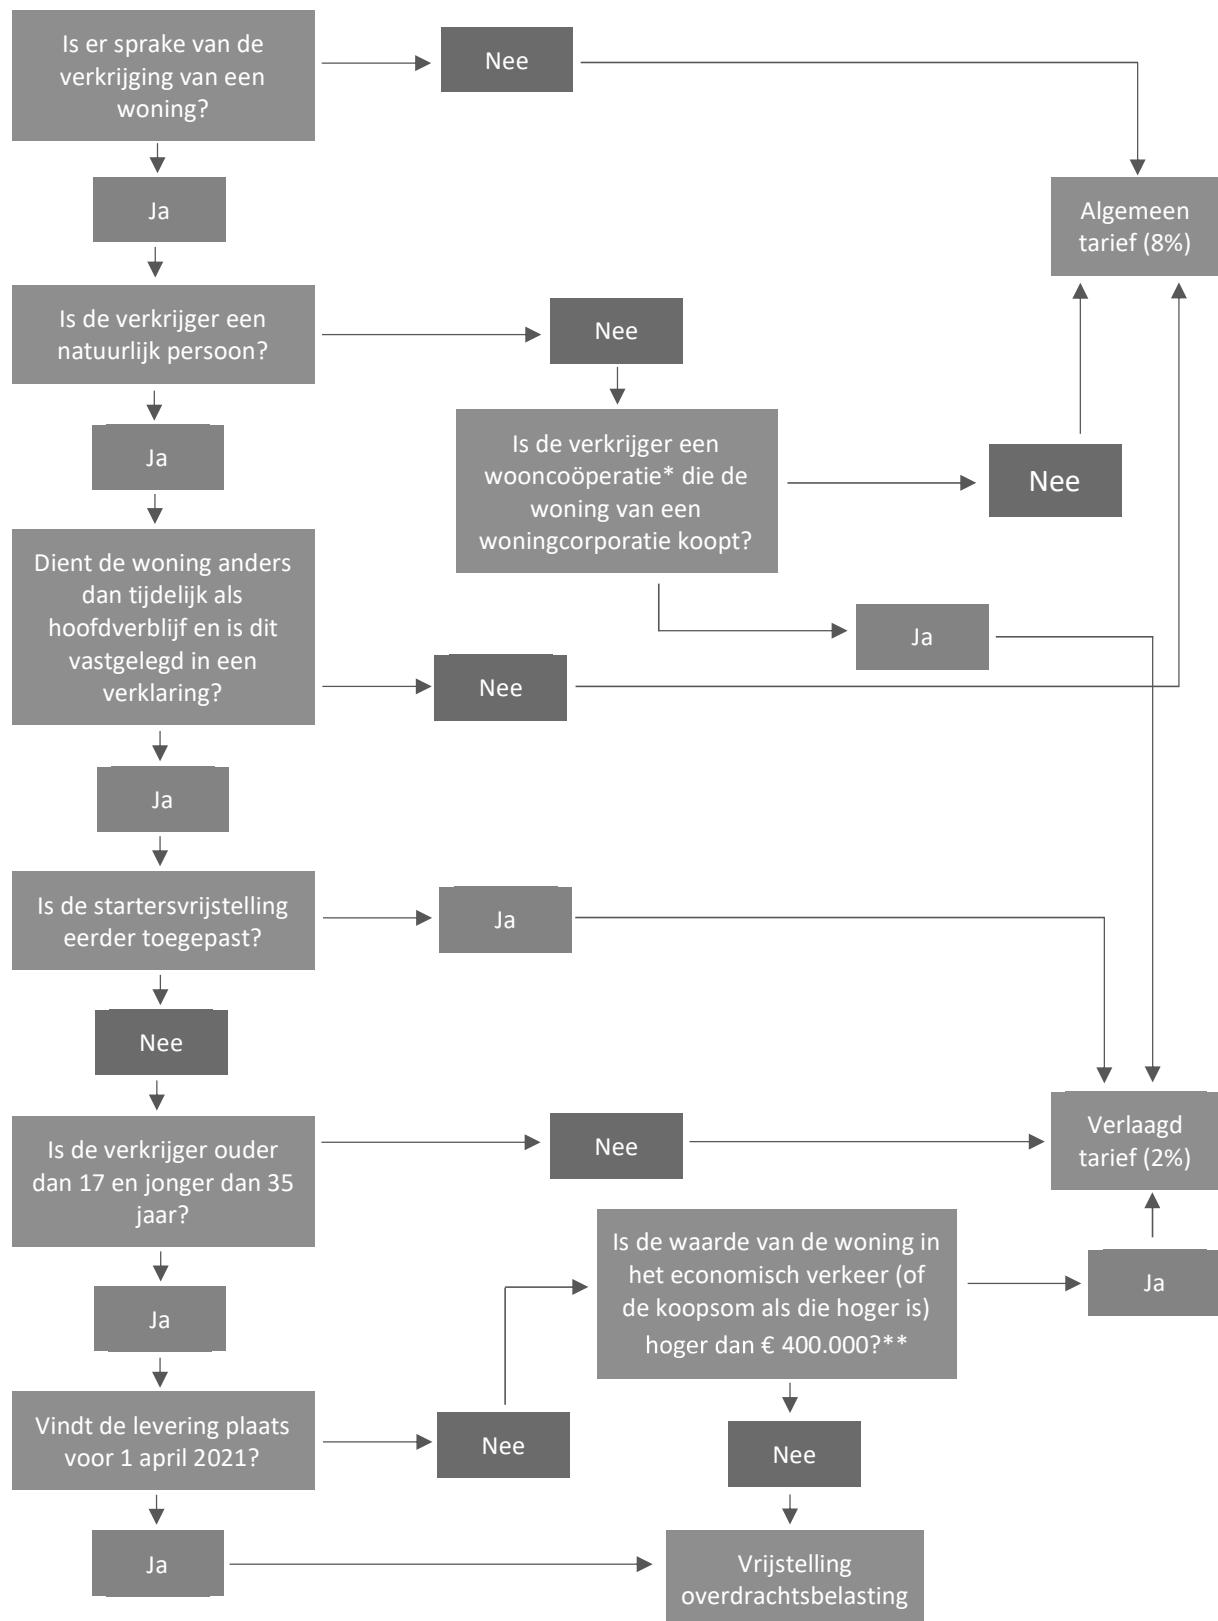 Is er sprake van de
verkrijging van een
woning?
Nee
Ja
Algemeen
tarief (8%)
Is de verkrijger een
natuurlijk persoon?
Nee
Ja
Is de verkrijger een
wooncoöperatie* die de
woning van een
woningcorporatie koopt?
Nee
Dient de woning anders
dan tijdelijk als
hoofdverblijf en is dit
vastgelegd in een
verklaring?
Ja
Nee
Ja
Is de startersvrijstelling
eerder toegepast?
Ja
Nee
Is de verkrijger ouder
dan 17 en jonger dan 35
jaar?
Nee
Verlaagd
tarief (2%)
Is de waarde van de woning in
het economisch verkeer (of
de koopsom als die hoger is)
hoger dan € 400.000?**
Ja
Ja
Vindt de levering plaats
voor 1 april 2021?
Nee
Nee
Ja
Vrijstelling
overdrachtsbelasting